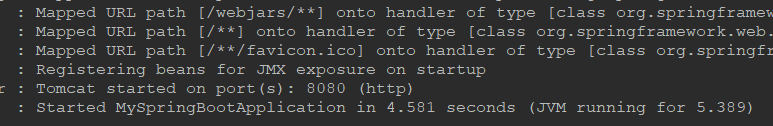 : Mapped URL path [/webjars/**] onto handler of type [class org.springframew
: Mapped URL path [/**] onto handler of type [class org.springframework.web.
: Mapped URL path [/**/favicon.ico] onto handler of type [class org.springfr
: Registering beans for JMX exposure on startup
r : Tomcat started on port(s): 8080 (http)
: Started MySpringBootApplication in 4.581 seconds (JVM running for 5.389)